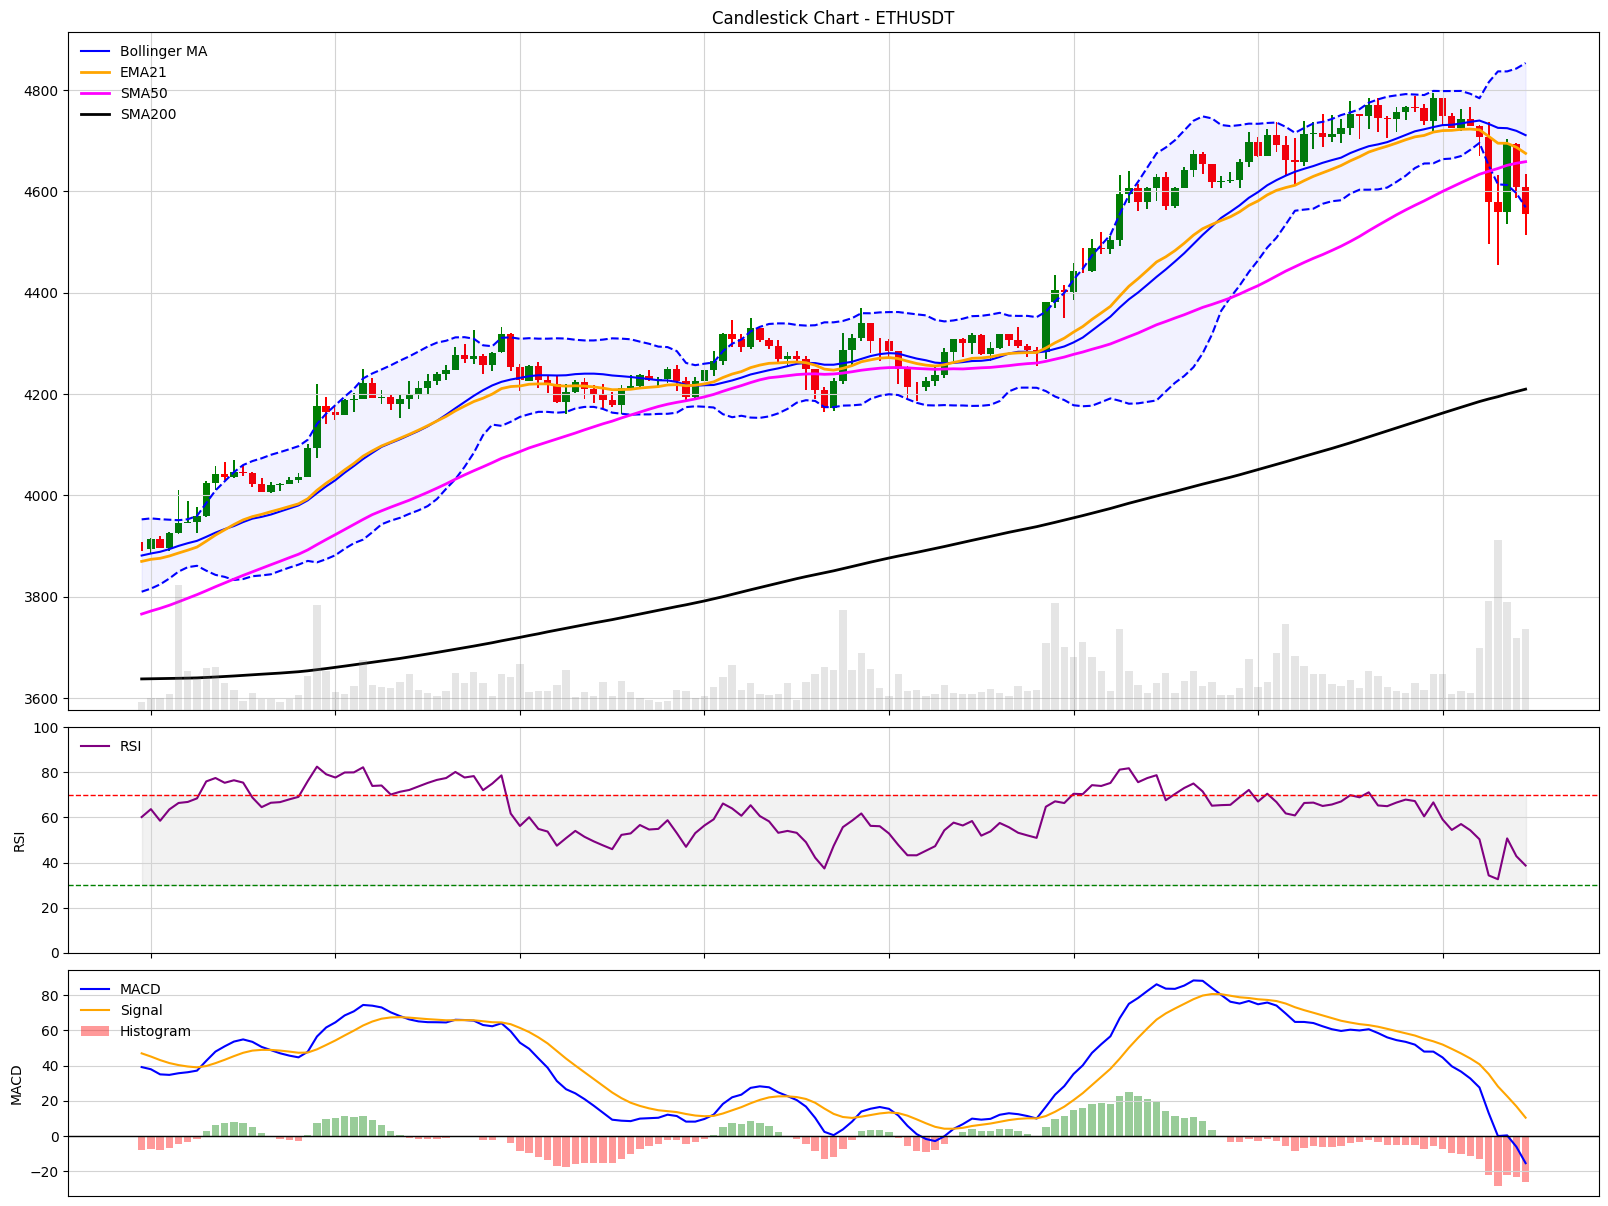 Candlestick Chart - ETHUSDT
Bollinger MA
EMA21
SMA50
SMA200
4800
4600
4400
4200
4000
3800
3600
100
RSI
80
60
40
20
0
RSI
MACD
Signal
Histogram
80
60
40
20
0
−20
MACD